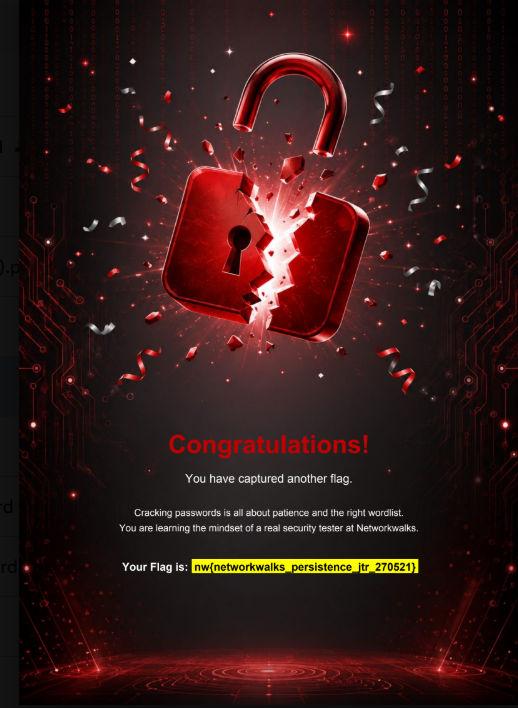 Congratulations!
You have captured another flag.
Cracking passwords is all about patience and the right wordlist.
You are learning the mindset of a real security tester at Networkwalks.
Your Flag is: nw{networkwalks_persistence_jtr_270521}